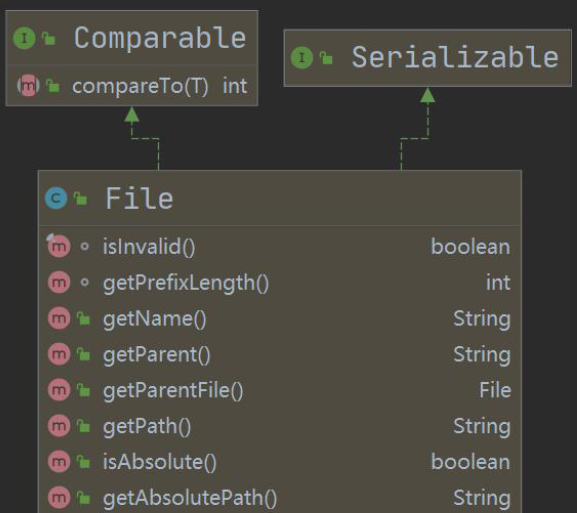 I Comparable
m compareTo(T) int
I Serializable
C File
m isInvalid() boolean
m getPrefixLength() int
m getName() String
m getParent() String
m getParentFile() File
m getPath() String
m isAbsolute() boolean
m getAbsolutePath() String